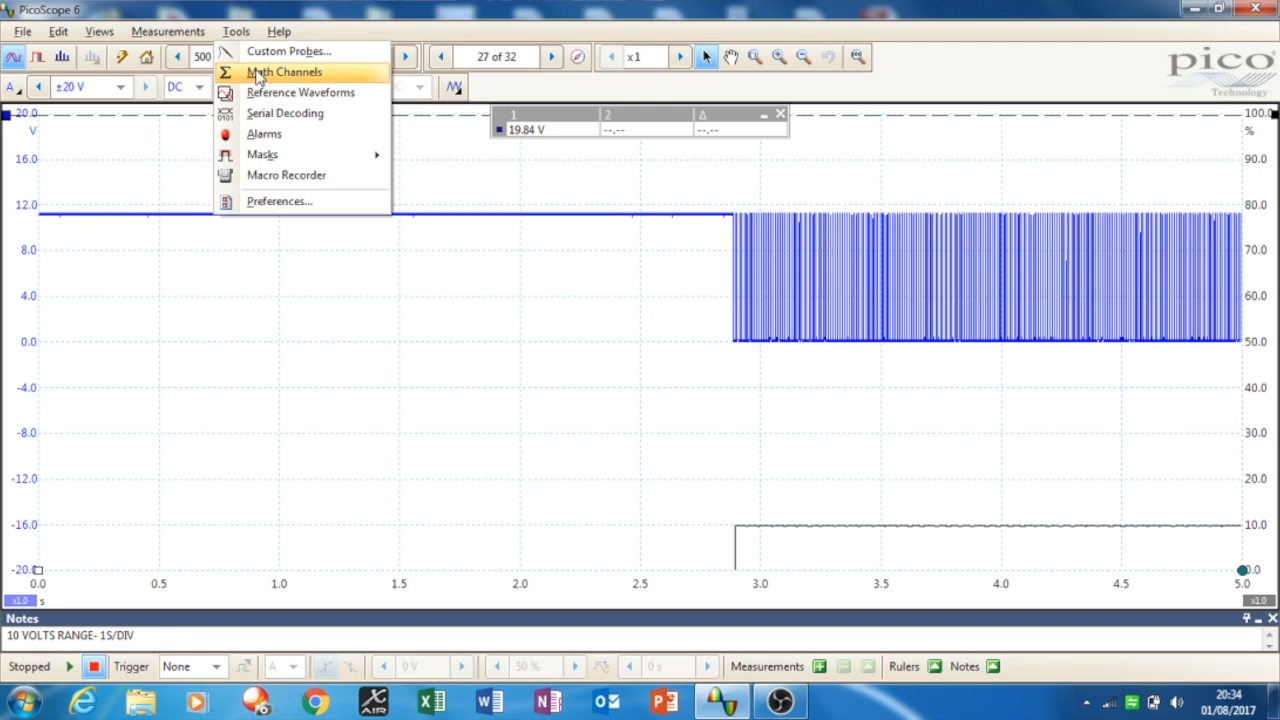 PicoScope 6
File Edit Views Measurements Tools Help
500 27 of 32 x1
pico
Technology
A ±20 V DC
Custom Probes...
Math Channels
Reference Waveforms
Serial Decoding
Alarms
Masks
Macro Recorder
Preferences...
1 2 Δ
19.84 V --.-- --.--
20.0 100.0
V %
16.0 90.0
12.0 80.0
8.0 70.0
4.0 60.0
0.0 50.0
-4.0 40.0
-8.0 30.0
-12.0 20.0
-16.0 10.0
-20.0 0.0
0.0 0.5 1.0 1.5 2.0 2.5 3.0 3.5 4.0 4.5 5.0
x1.0 s x1.0
Notes
10 VOLTS RANGE- 1S/DIV
Stopped Trigger None A 0 V 50 % 0 s Measurements Rulers Notes
AIR
20:34
01/08/2017